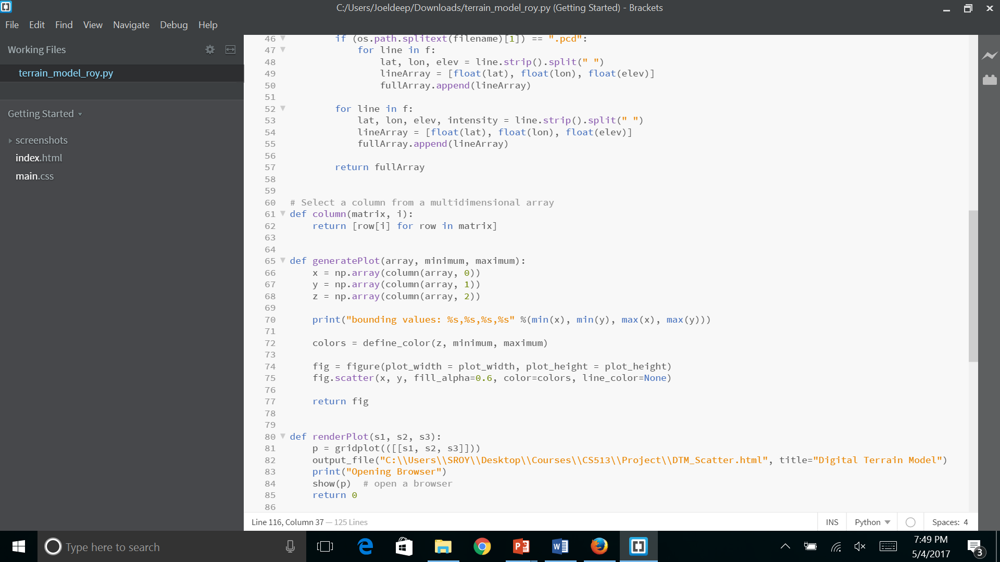 C:/Users/Joeldeep/Downloads/terrain_model_roy.py (Getting Started) - Brackets
File Edit Find View Navigate Debug Help
Working Files
terrain_model_roy.py
Getting Started
screenshots
index.html
main.css
46 if (os.path.splitext(filename)[1]) == ".pcd":
47 for line in f:
48 lat, lon, elev = line.strip().split(" ")
49 lineArray = [float(lat), float(lon), float(elev)]
50 fullArray.append(lineArray)
51
52 for line in f:
53 lat, lon, elev, intensity = line.strip().split(" ")
54 lineArray = [float(lat), float(lon), float(elev)]
55 fullArray.append(lineArray)
56
57 return fullArray
58
59
60 # Select a column from a multidimensional array
61 def column(matrix, i):
62 return [row[i] for row in matrix]
63
64
65 def generatePlot(array, minimum, maximum):
66 x = np.array(column(array, 0))
67 y = np.array(column(array, 1))
68 z = np.array(column(array, 2))
69
70 print("bounding values: %s,%s,%s,%s" %(min(x), min(y), max(x), max(y)))
71
72 colors = define_color(z, minimum, maximum)
73
74 fig = figure(plot_width = plot_width, plot_height = plot_height)
75 fig.scatter(x, y, fill_alpha=0.6, color=colors, line_color=None)
76
77 return fig
78
79
80 def renderPlot(s1, s2, s3):
81 p = gridplot(([[s1, s2, s3]]))
82 output_file("C:\\Users\\SROY\\Desktop\\Courses\\CS513\\Project\\DTM_Scatter.html", title="Digital Terrain Model")
83 print("Opening Browser")
84 show(p)  # open a browser
85 return 0
86
Line 116, Column 37 — 125 Lines
INS Python Spaces: 4
Type here to search
7:49 PM
5/4/2017
3